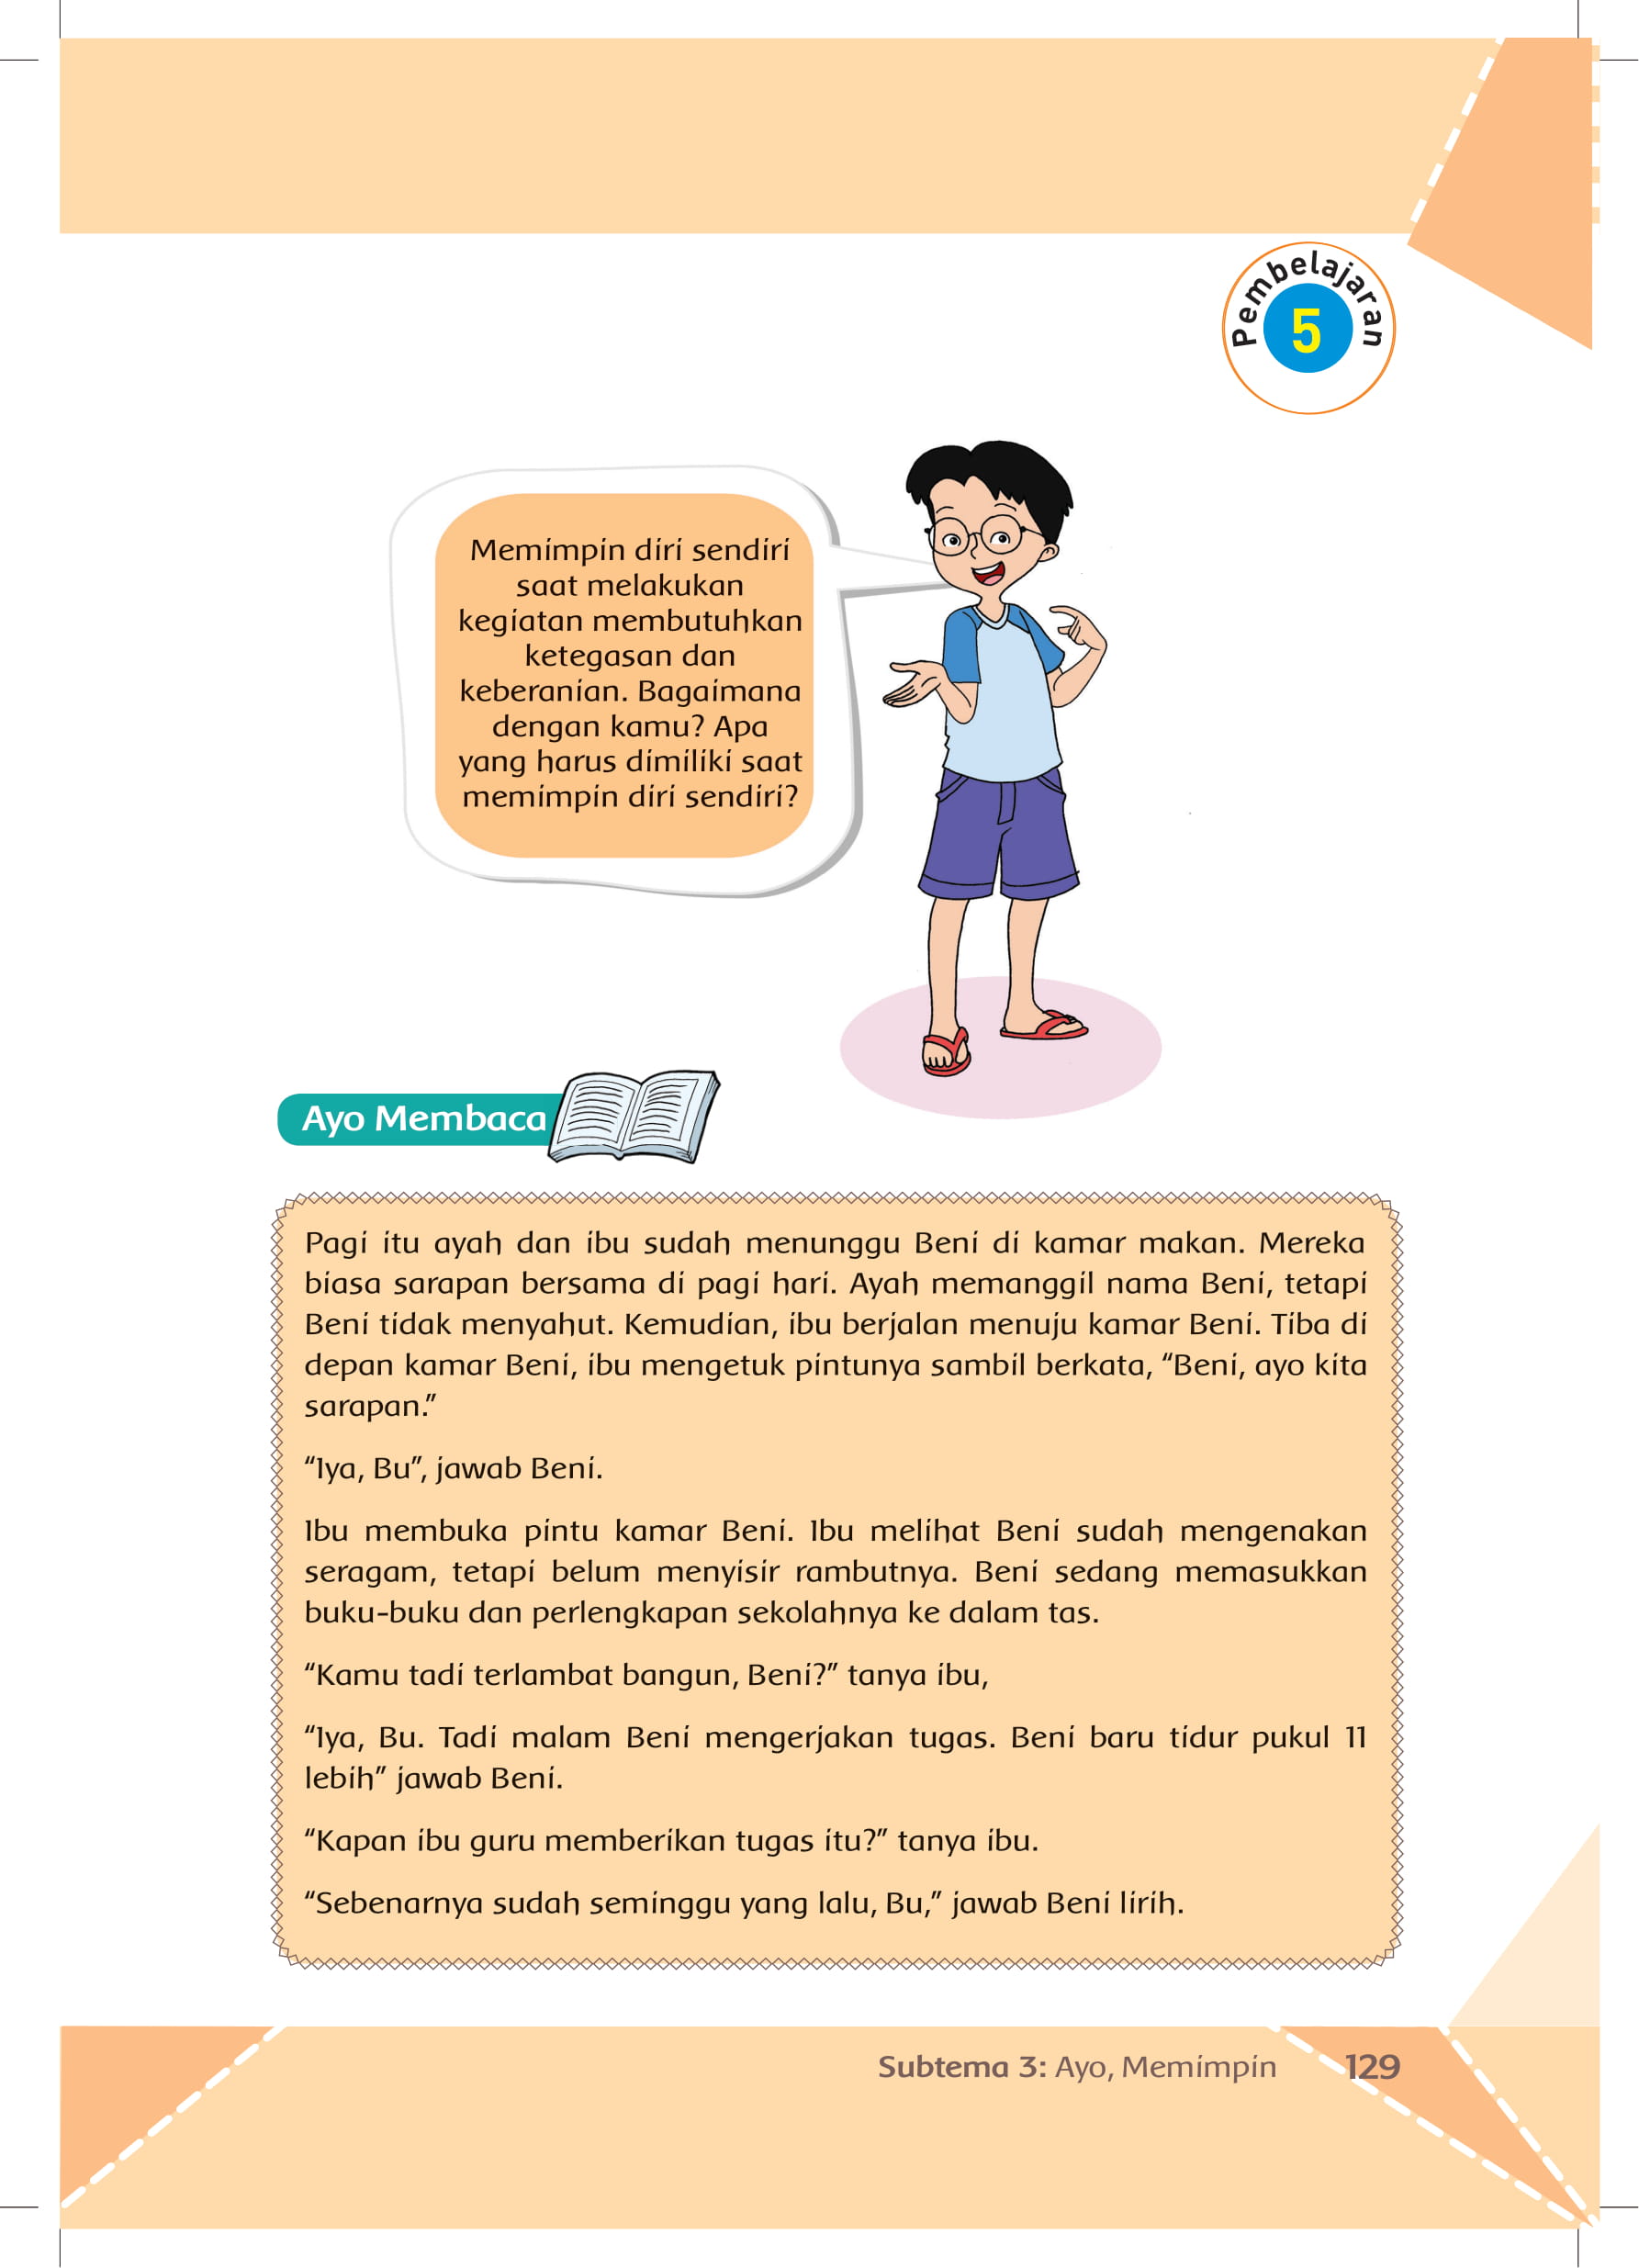 Pembelajaran
5
Memimpin diri sendiri
saat melakukan
kegiatan membutuhkan
ketegasan dan
keberanian. Bagaimana
dengan kamu? Apa
yang harus dimiliki saat
memimpin diri sendiri?
Ayo Membaca
Pagi itu ayah dan ibu sudah menunggu Beni di kamar makan. Mereka
biasa sarapan bersama di pagi hari. Ayah memanggil nama Beni, tetapi
Beni tidak menyahut. Kemudian, ibu berjalan menuju kamar Beni. Tiba di
depan kamar Beni, ibu mengetuk pintunya sambil berkata, “Beni, ayo kita
sarapan.”
“Iya, Bu”, jawab Beni.
Ibu membuka pintu kamar Beni. Ibu melihat Beni sudah mengenakan
seragam, tetapi belum menyisir rambutnya. Beni sedang memasukkan
buku-buku dan perlengkapan sekolahnya ke dalam tas.
“Kamu tadi terlambat bangun, Beni?” tanya ibu,
“Iya, Bu. Tadi malam Beni mengerjakan tugas. Beni baru tidur pukul 11
lebih” jawab Beni.
“Kapan ibu guru memberikan tugas itu?” tanya ibu.
“Sebenarnya sudah seminggu yang lalu, Bu,” jawab Beni lirih.
Subtema 3: Ayo, Memimpin 129